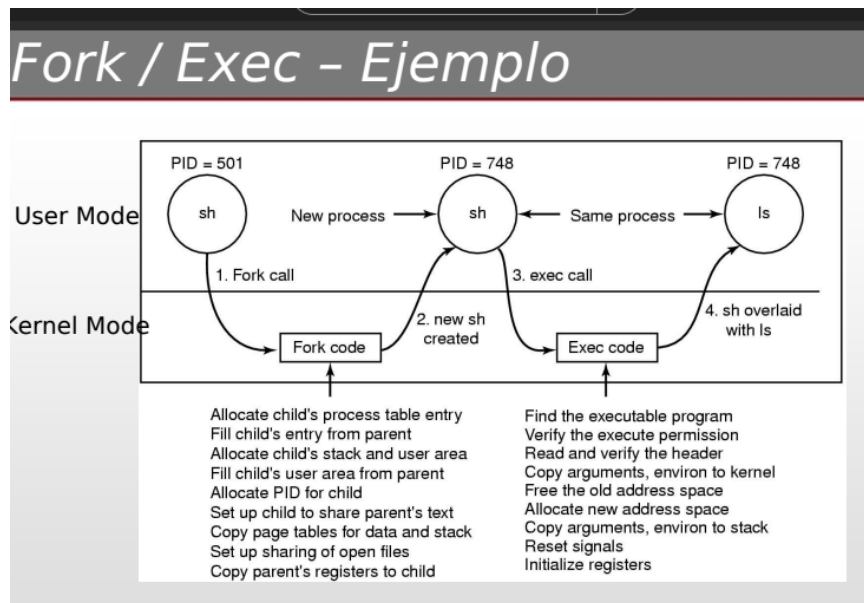 Fork / Exec – Ejemplo
PID = 501
PID = 748
PID = 748
User Mode
sh
New process
sh
Same process
ls
1. Fork call
3. exec call
Kernel Mode
2. new sh
created
4. sh overlaid
with ls
Fork code
Exec code
Allocate child's process table entry
Fill child's entry from parent
Allocate child's stack and user area
Fill child's user area from parent
Allocate PID for child
Set up child to share parent's text
Copy page tables for data and stack
Set up sharing of open files
Copy parent's registers to child
Find the executable program
Verify the execute permission
Read and verify the header
Copy arguments, environ to kernel
Free the old address space
Allocate new address space
Copy arguments, environ to stack
Reset signals
Initialize registers